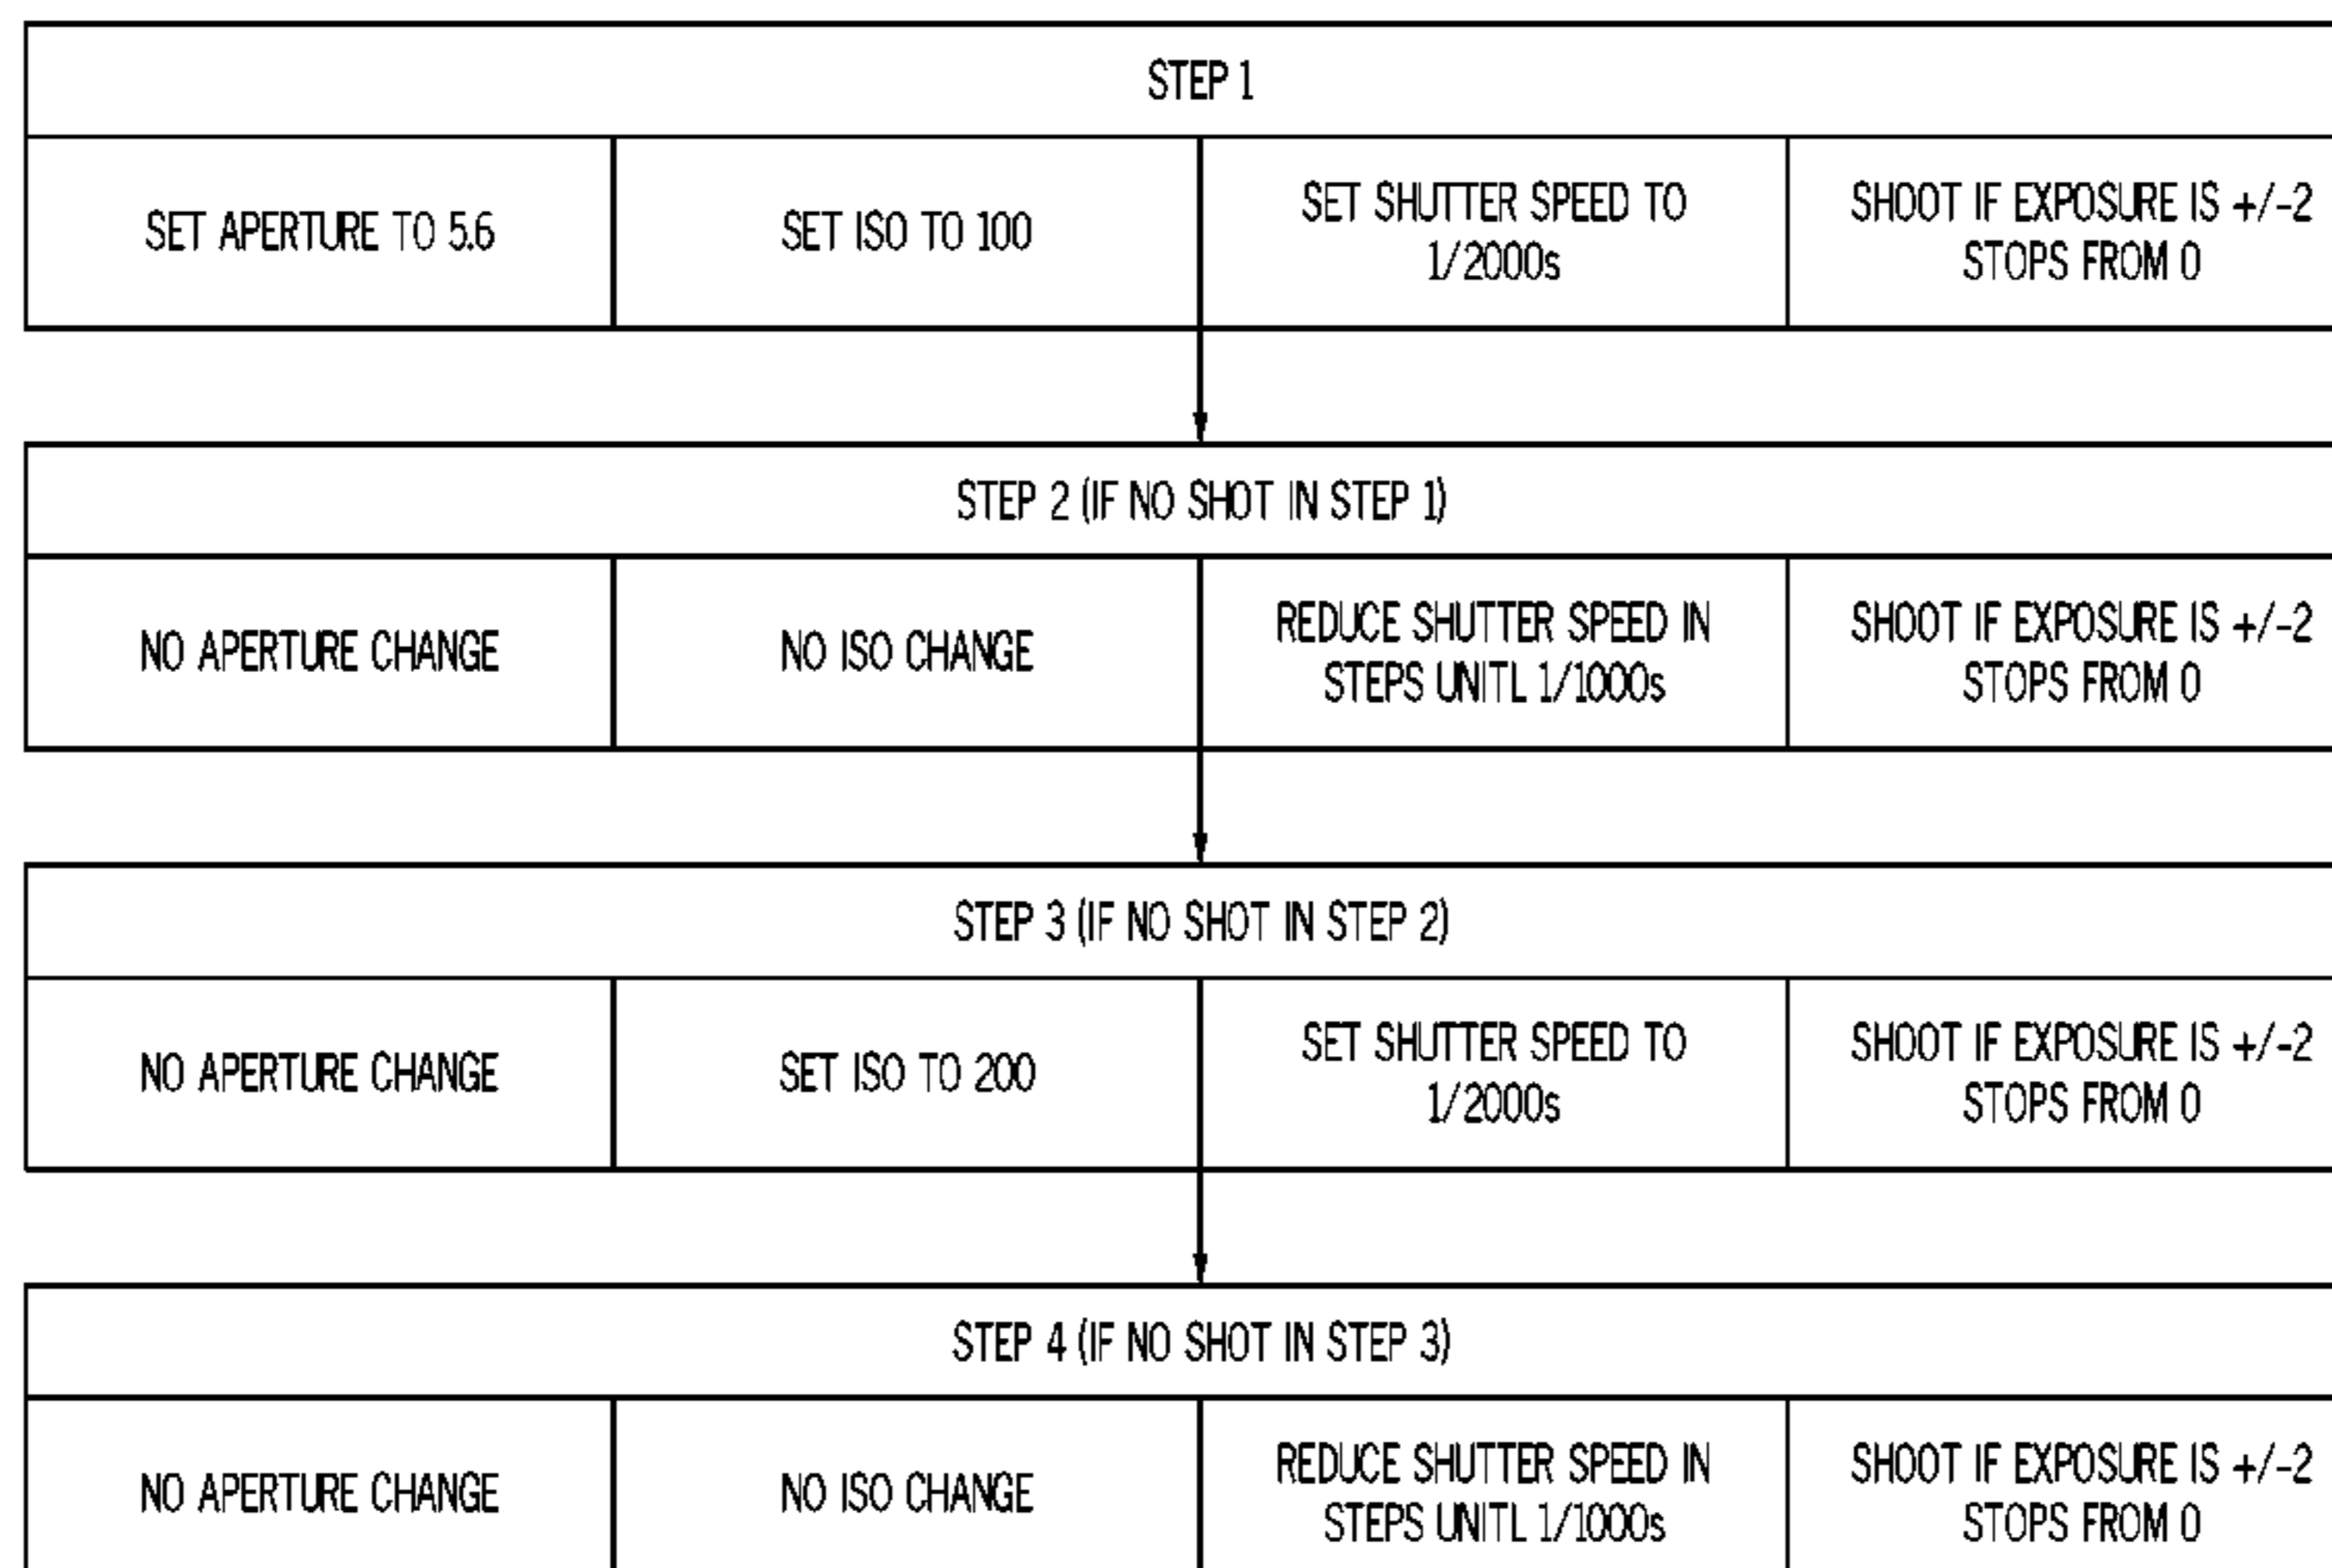 STEP 1
SET APERTURE TO 5.6
SET ISO TO 100
SET SHUTTER SPEED TO
1/2000s
SHOOT IF EXPOSURE IS +/-2
STOPS FROM 0
STEP 2 (IF NO SHOT IN STEP 1)
NO APERTURE CHANGE
NO ISO CHANGE
REDUCE SHUTTER SPEED IN
STEPS UNITL 1/1000s
SHOOT IF EXPOSURE IS +/-2
STOPS FROM 0
STEP 3 (IF NO SHOT IN STEP 2)
NO APERTURE CHANGE
SET ISO TO 200
SET SHUTTER SPEED TO
1/2000s
SHOOT IF EXPOSURE IS +/-2
STOPS FROM 0
STEP 4 (IF NO SHOT IN STEP 3)
NO APERTURE CHANGE
NO ISO CHANGE
REDUCE SHUTTER SPEED IN
STEPS UNITL 1/1000s
SHOOT IF EXPOSURE IS +/-2
STOPS FROM 0